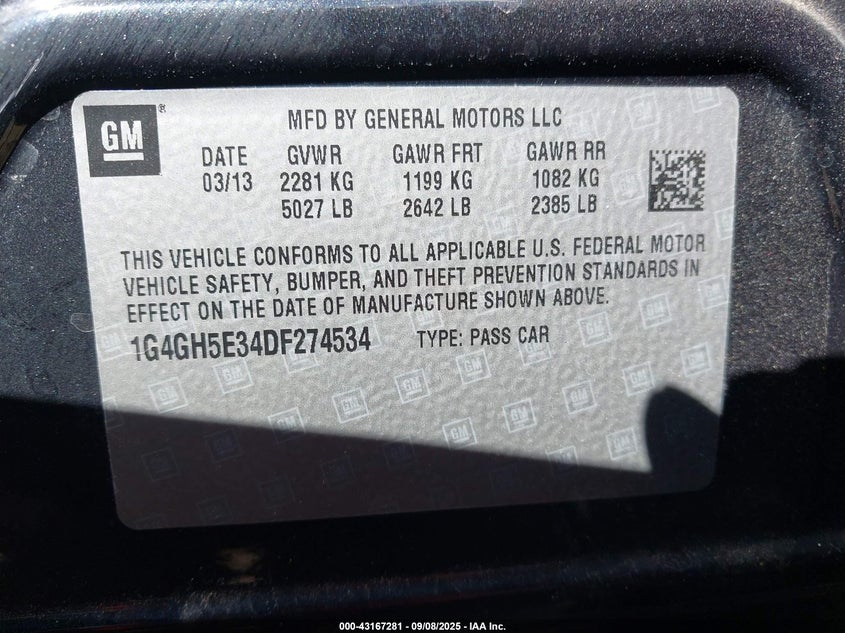 GM
MFD BY GENERAL MOTORS LLC
DATE GVWR GAWR FRT GAWR RR
03/13 2281 KG 1199 KG 1082 KG
5027 LB 2642 LB 2385 LB
THIS VEHICLE CONFORMS TO ALL APPLICABLE U.S. FEDERAL MOTOR
VEHICLE SAFETY, BUMPER, AND THEFT PREVENTION STANDARDS IN
EFFECT ON THE DATE OF MANUFACTURE SHOWN ABOVE.
1G4GH5E34DF274534 TYPE: PASS CAR
000-43167281 | 09/08/2025 | IAA Inc.